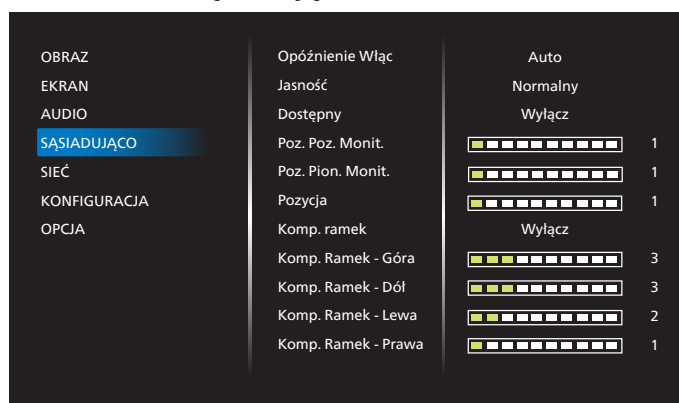 OBRAZ
EKRAN
AUDIO
SĄSIADUJĄCO
SIEĆ
KONFIGURACJA
OPCJA
Opóźnienie Włąc Auto
Jasność Normalny
Dostępny Wyłącz
Poz. Poz. Monit. 1
Poz. Pion. Monit. 1
Pozycja 1
Komp. ramek Wyłącz
Komp. Ramek - Góra 3
Komp. Ramek - Dół 3
Komp. Ramek - Lewa 2
Komp. Ramek - Prawa 1